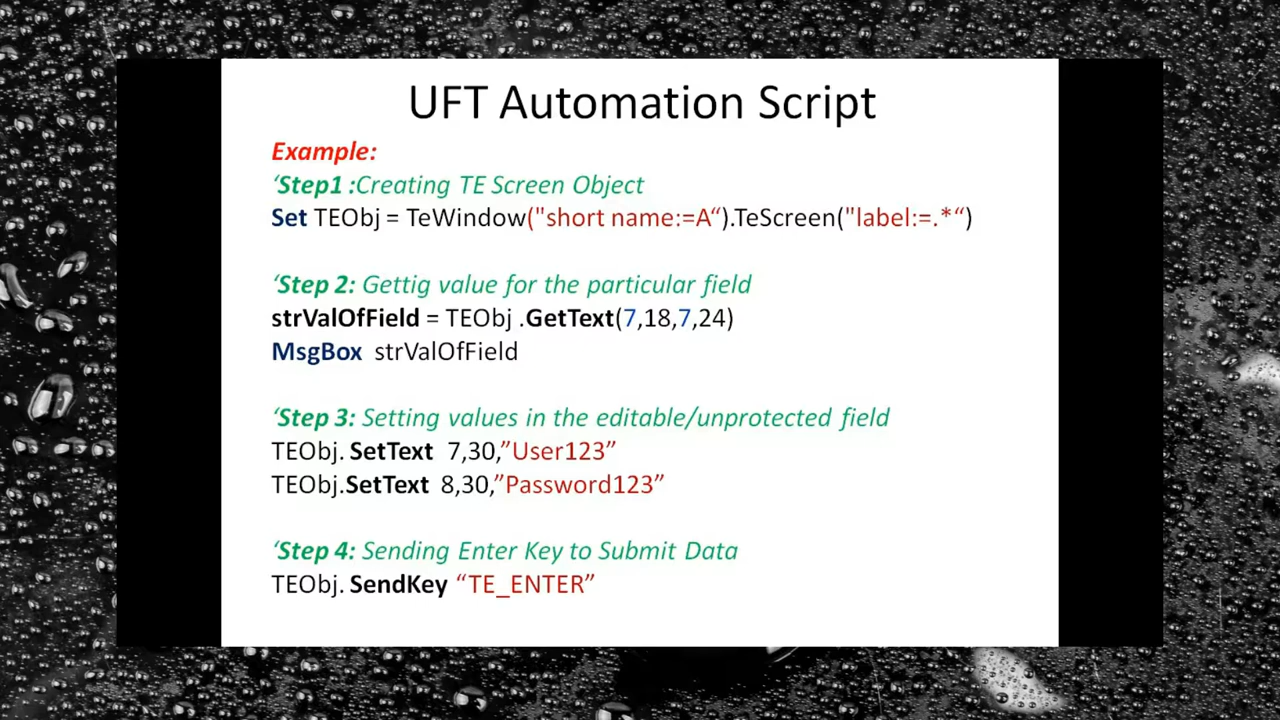 UFT Automation Script
Example:
‘Step1 :Creating TE Screen Object
Set TEObj = TeWindow("short name:=A“).TeScreen("label:=.*“)
‘Step 2: Gettig value for the particular field
strValOfField = TEObj .GetText(7,18,7,24)
MsgBox strValOfField
‘Step 3: Setting values in the editable/unprotected field
TEObj. SetText 7,30,”User123”
TEObj.SetText 8,30,”Password123”
‘Step 4: Sending Enter Key to Submit Data
TEObj. SendKey “TE_ENTER”